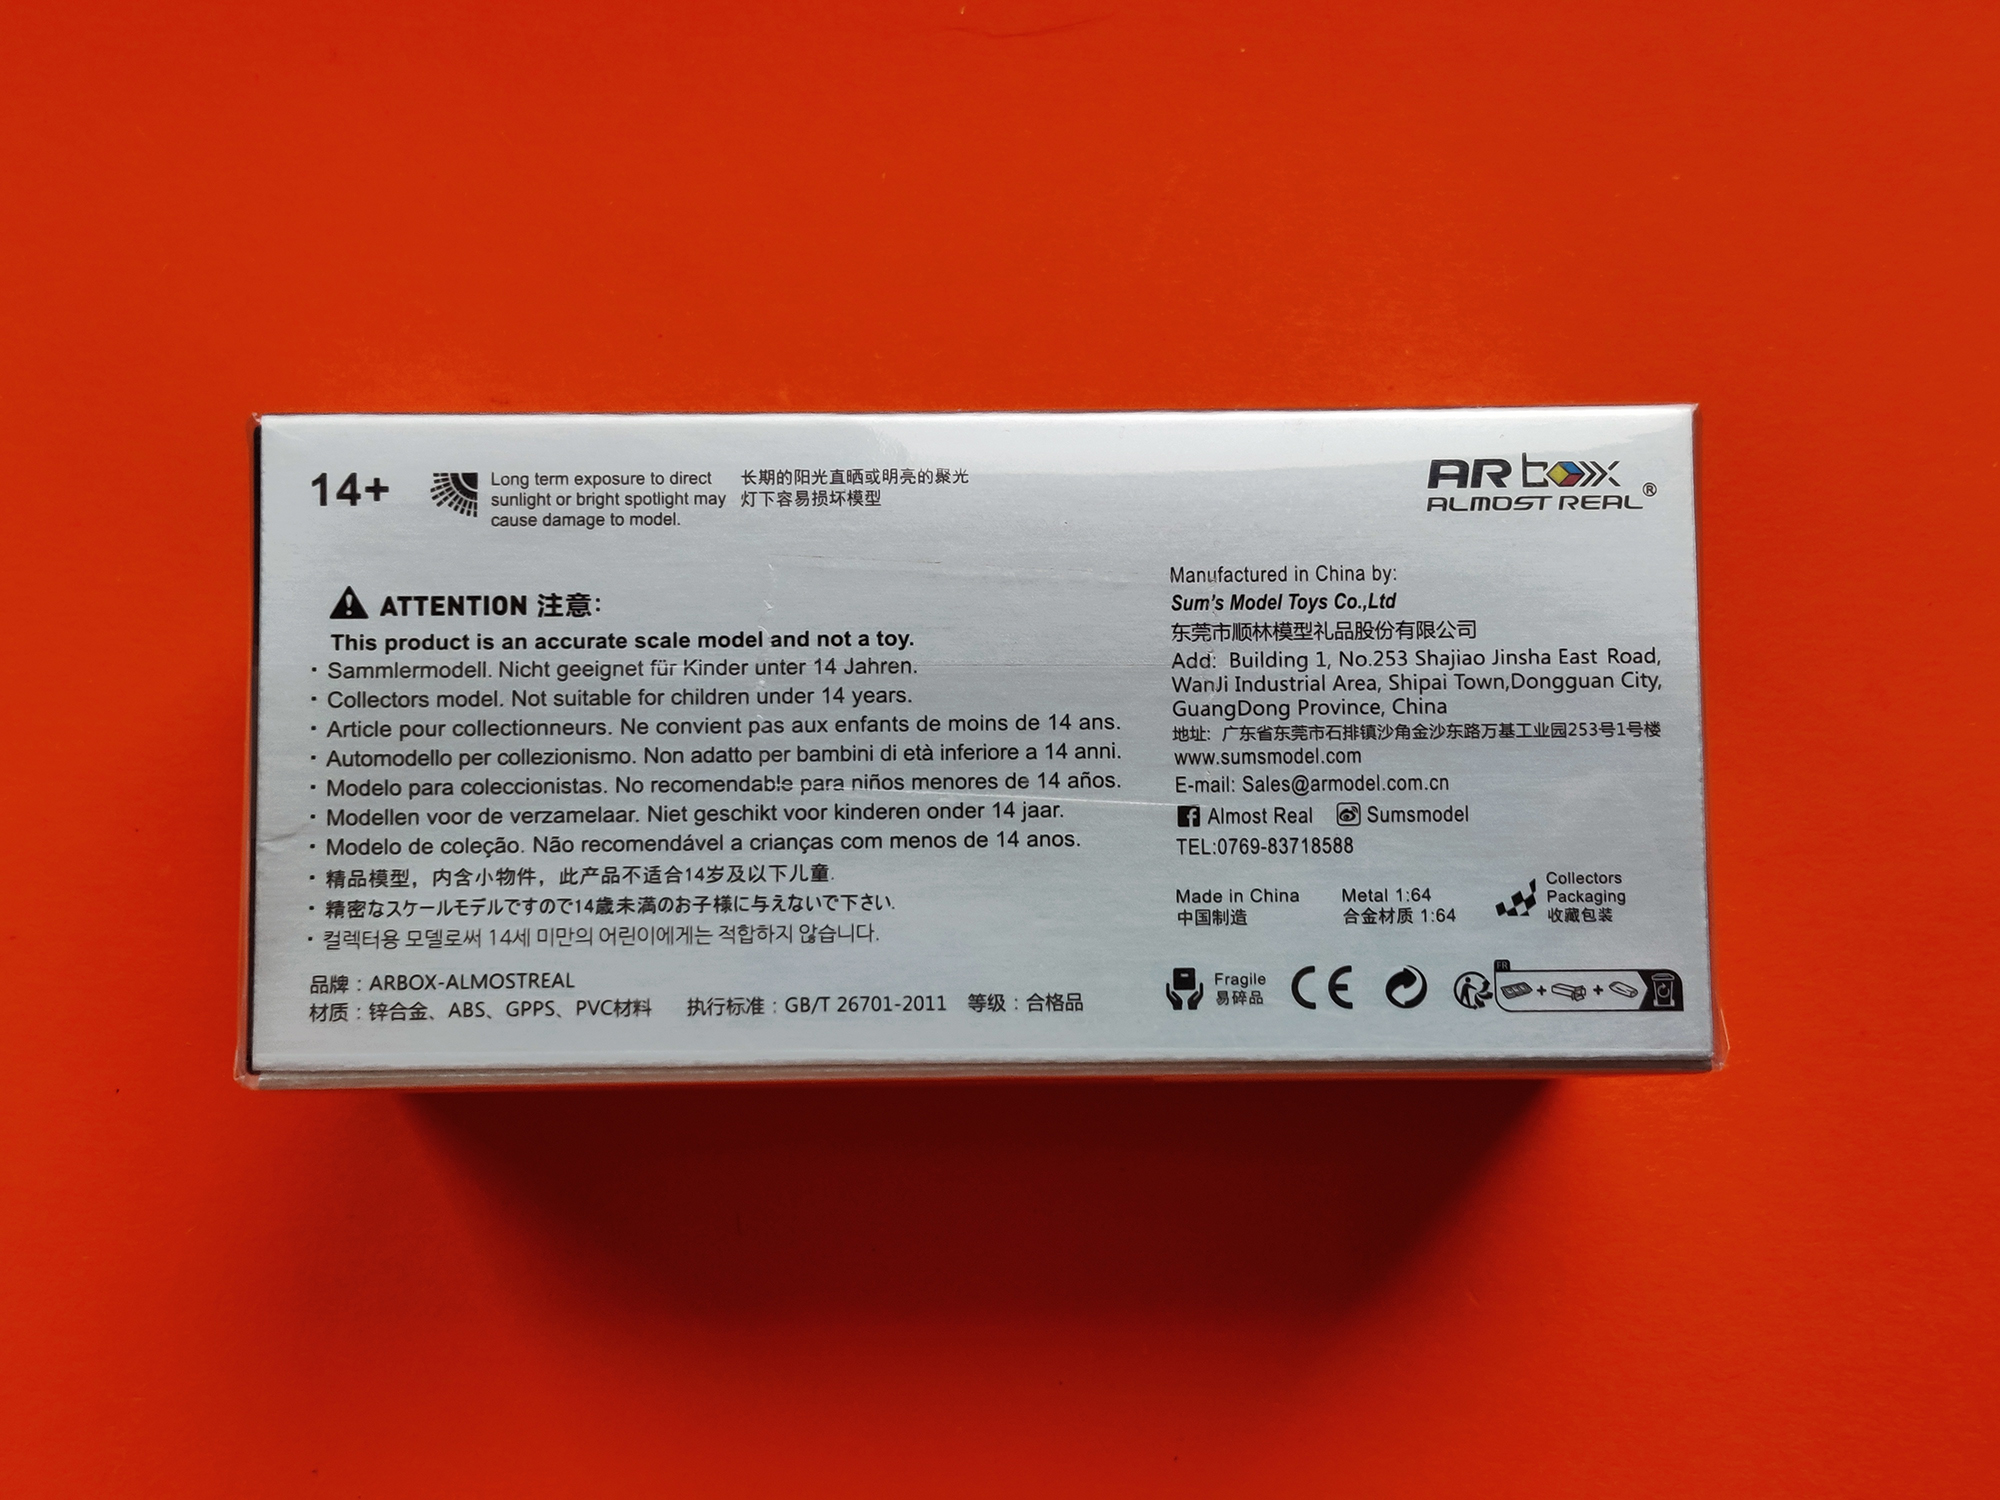 14+
Long term exposure to direct
sunlight or bright spotlight may
cause damage to model.
长期的阳光直晒或明亮的聚光
灯下容易损坏模型
AR box
ALMOST REAL®
ATTENTION 注意:
This product is an accurate scale model and not a toy.
· Sammlermodell. Nicht geeignet für Kinder unter 14 Jahren.
· Collectors model. Not suitable for children under 14 years.
· Article pour collectionneurs. Ne convient pas aux enfants de moins de 14 ans.
· Automodello per collezionismo. Non adatto per bambini di età inferiore a 14 anni.
· Modelo para coleccionistas. No recomendable para niños menores de 14 años.
· Modellen voor de verzamelaar. Niet geschikt voor kinderen onder 14 jaar.
· Modelo de coleção. Não recomendável a crianças com menos de 14 anos.
· 精品模型，内含小物件，此产品不适合14岁及以下儿童.
· 精密なスケールモデルですので14歳未満のお子様に与えないで下さい.
· 컬렉터용 모델로써 14세 미만의 어린이에게는 적합하지 않습니다.
品牌：ARBOX-ALMOSTREAL
材质：锌合金、ABS、GPPS、PVC材料 执行标准：GB/T 26701-2011 等级：合格品
Manufactured in China by:
Sum's Model Toys Co.,Ltd
东莞市顺林模型礼品股份有限公司
Add: Building 1, No.253 Shajiao Jinsha East Road,
WanJi Industrial Area, Shipai Town,Dongguan City,
GuangDong Province, China
地址: 广东省东莞市石排镇沙角金沙东路万基工业园253号1号楼
www.sumsmodel.com
E-mail: Sales@armodel.com.cn
Almost Real Sumsmodel
TEL:0769-83718588
Made in China
中国制造
Metal 1:64
合金材质 1:64
Collectors
Packaging
收藏包装
Fragile
易碎品
CE
FR